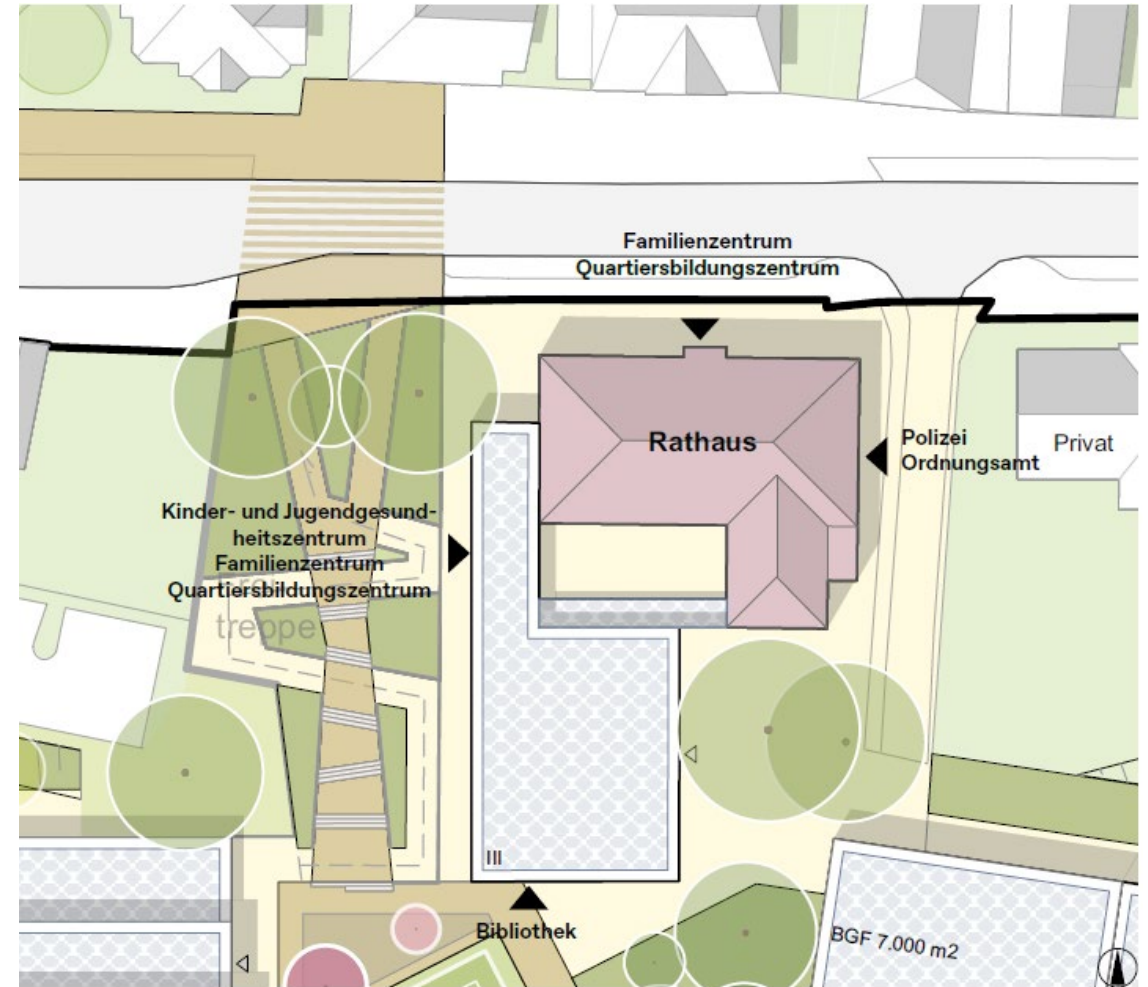 Familienzentrum
Quartiersbildungszentrum
Rathaus
Polizei
Ordnungsamt
Privat
Kinder- und Jugendgesund-
heitszentrum
Familienzentrum
Quartiersbildungszentrum
treppe
III
Bibliothek
BGF 7.000 m2